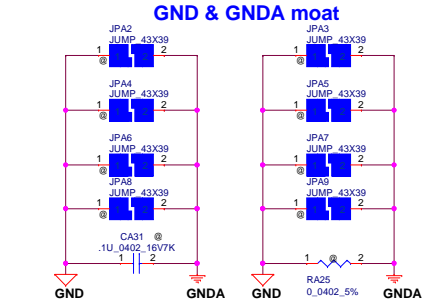 GND & GNDA moat
JPA2
JUMP_43X39
1 2
@
JPA4
JUMP_43X39
1 2
@
JPA6
JUMP_43X39
1 2
@
JPA8
JUMP_43X39
1 2
@
CA31 @
.1U_0402_16V7K
1 2
GND GNDA
JPA3
JUMP_43X39
1 2
@
JPA5
JUMP_43X39
1 2
@
JPA7
JUMP_43X39
1 2
@
JPA9
JUMP_43X39
1 2
@
1 @ 2
RA25
0_0402_5%
GND GNDA